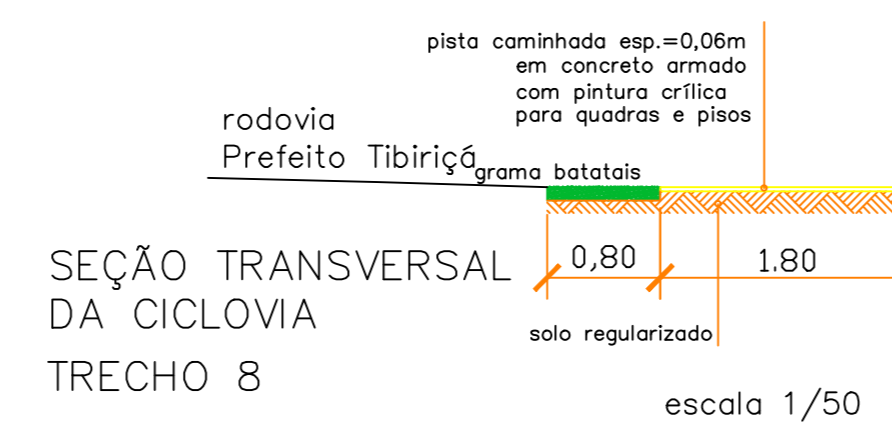 pista caminhada esp.=0,06m
em concreto armado
com pintura crílica
para quadras e pisos
rodovia
Prefeito Tibiriçá
grama batatais
0,80
1.80
SEÇÃO TRANSVERSAL
DA CICLOVIA
TRECHO 8
solo regularizado
escala 1/50